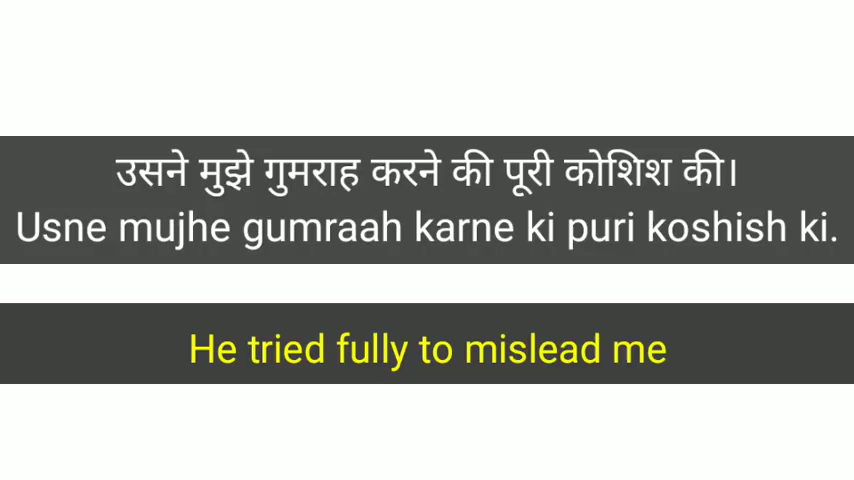 उसने मुझे गुमराह करने की पूरी कोशिश की।
Usne mujhe gumraah karne ki puri koshish ki.
He tried fully to mislead me